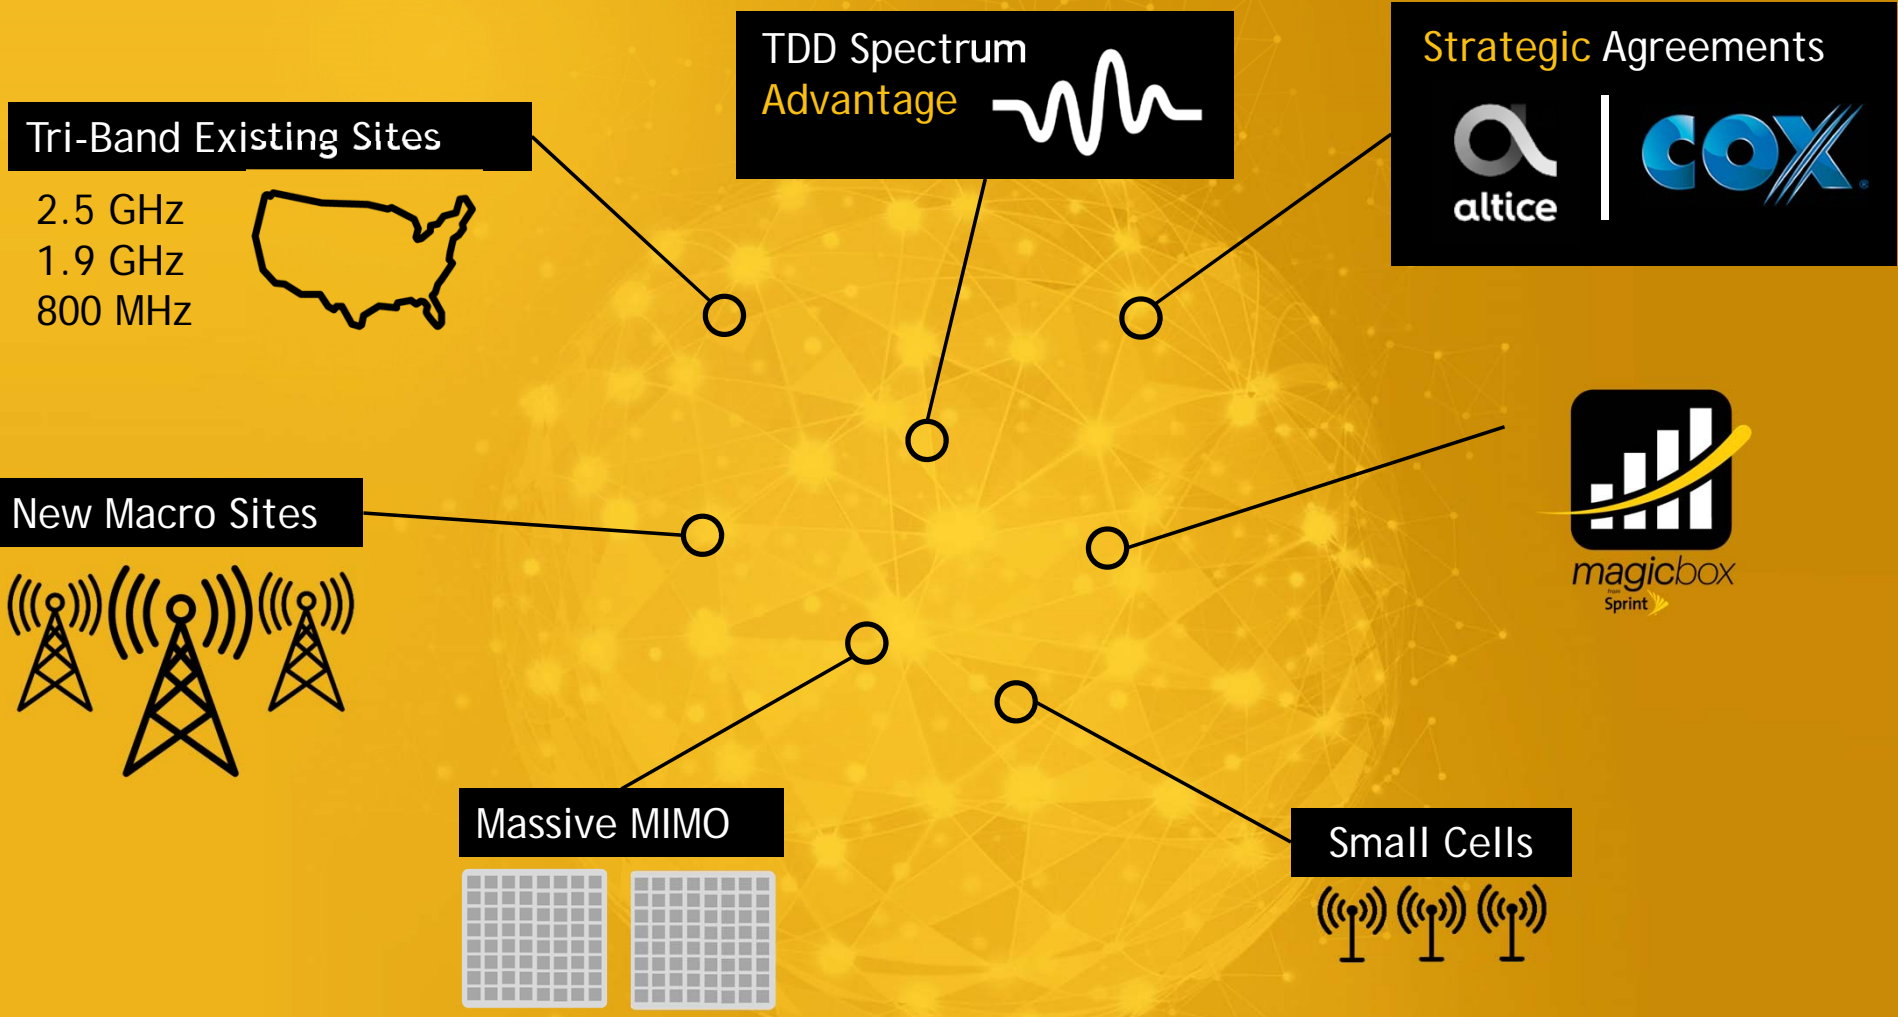 TDD Spectrum
Advantage
Strategic Agreements
altice
COX
Tri-Band Existing Sites
2.5 GHz
1.9 GHz
800 MHz
New Macro Sites
magicbox
from
Sprint
Massive MIMO
Small Cells